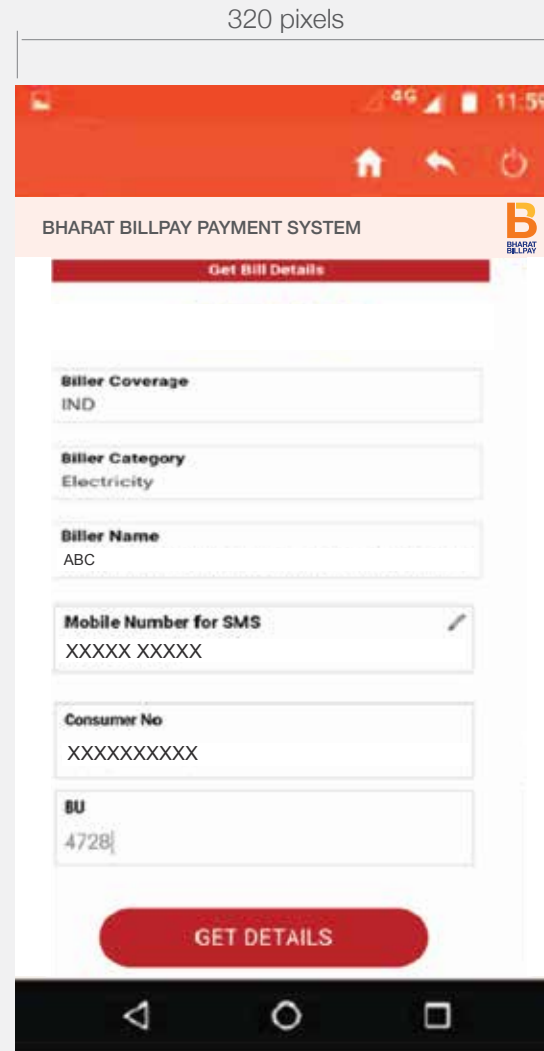 320 pixels
4G 11:59
BHARAT BILLPAY PAYMENT SYSTEM
B
BHARAT
BILLPAY
Get Bill Details
Biller Coverage
IND
Biller Category
Electricity
Biller Name
ABC
Mobile Number for SMS
XXXXX XXXXX
Consumer No
XXXXXXXXXX
BU
4728
GET DETAILS